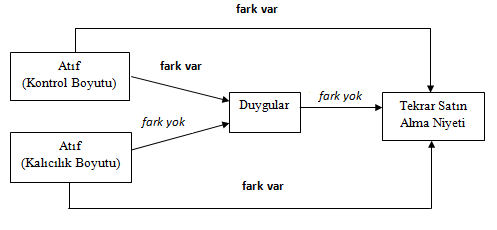 fark var
Atıf
(Kontrol Boyutu)
fark var
Duygular
fark yok
Tekrar Satın
Alma Niyeti
fark yok
Atıf
(Kalıcılık Boyutu)
fark var